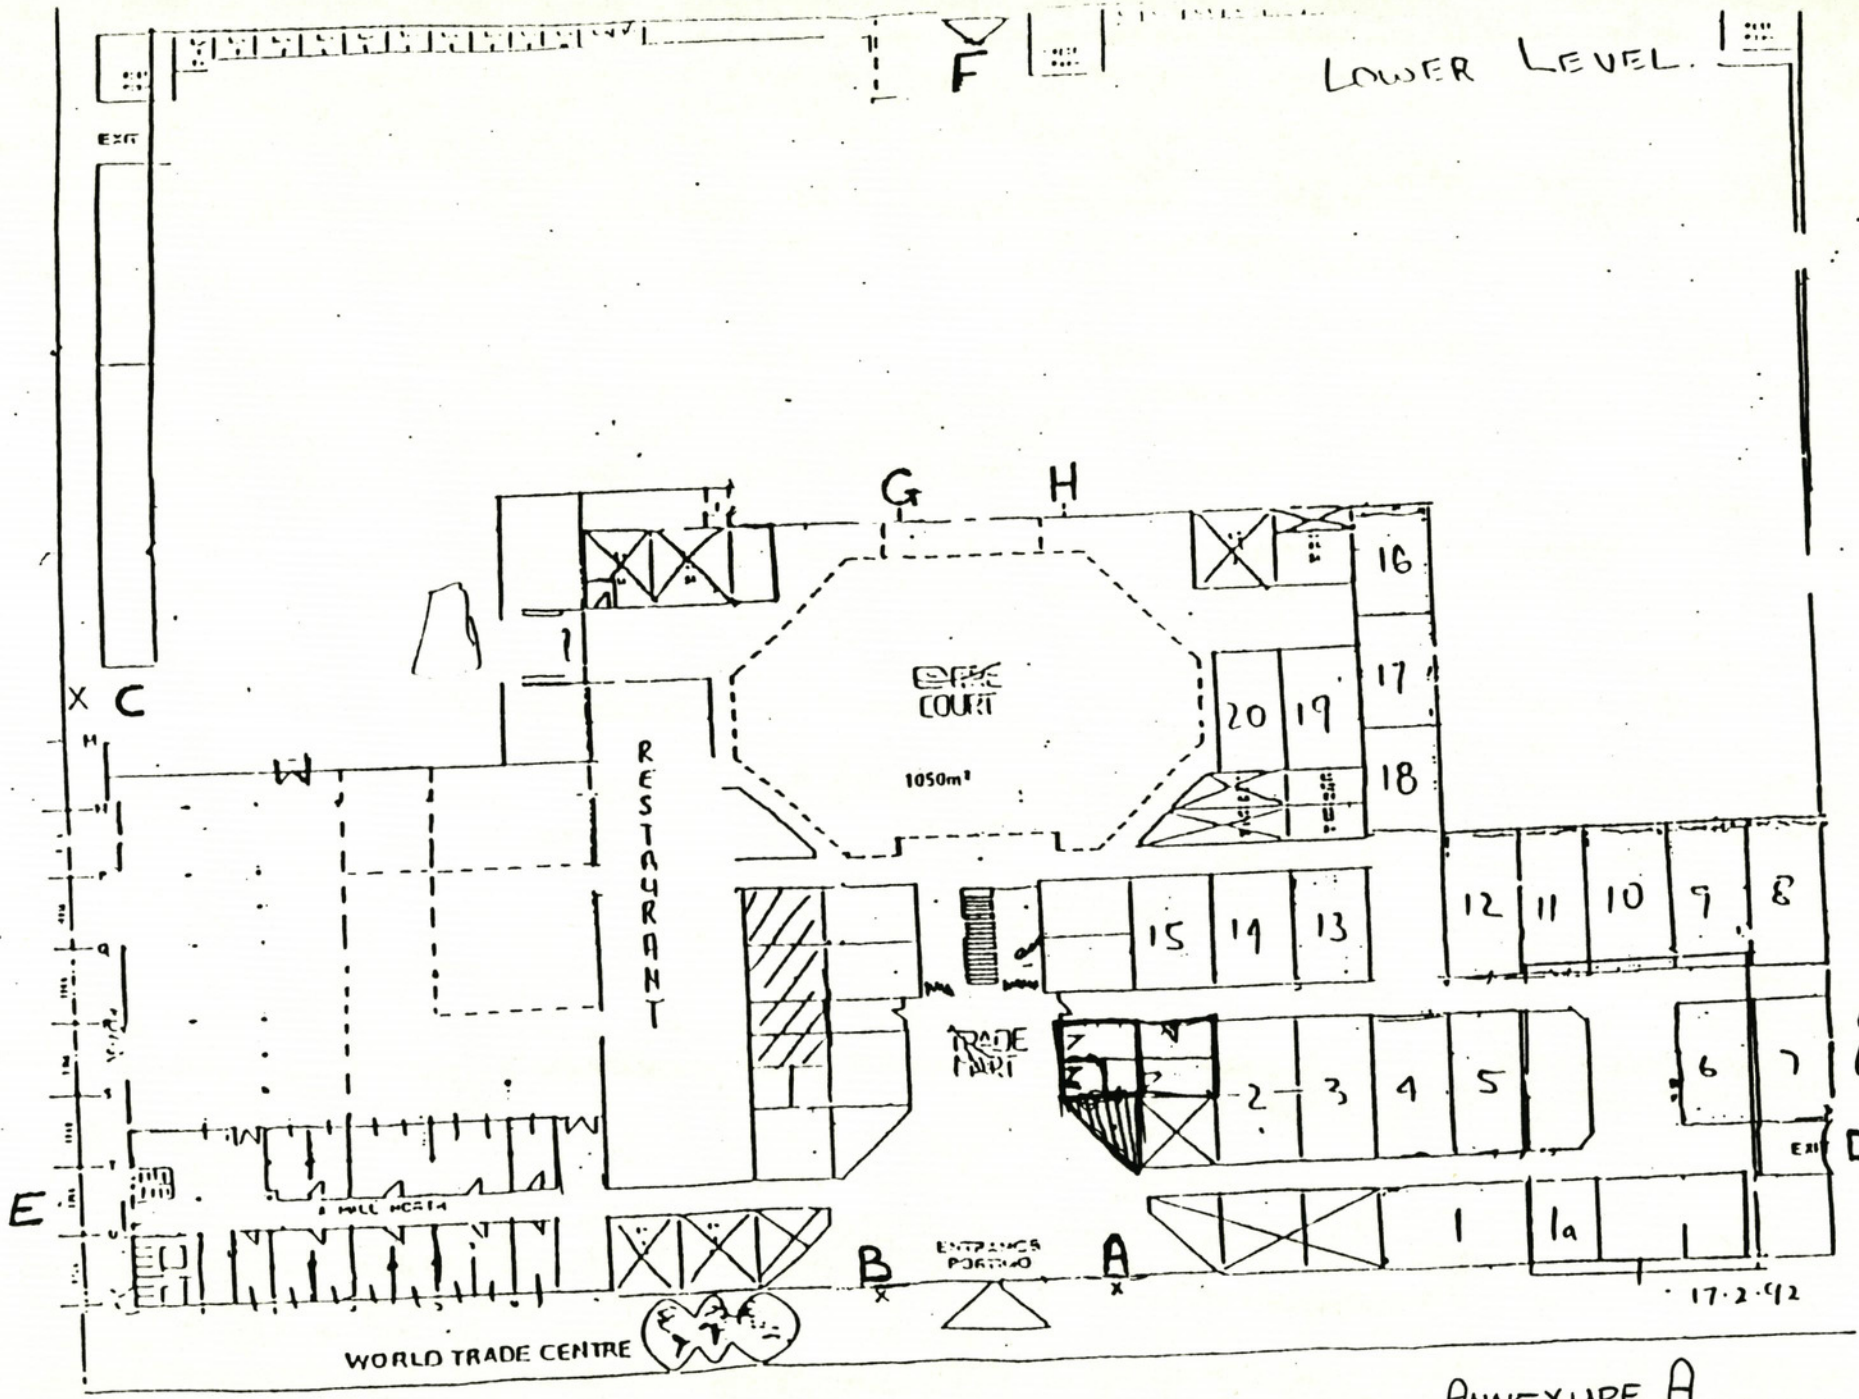 F
LOWER LEVEL.
EXIT
G
H
16
COURT
17
20
19
X C
M
RESTAURANT
1050m²
18
P
12
11
10
9
8
Q
15
14
13
TRADE
2
3
4
5
6
7
S
T
EXIT
D
E
U
1
1a
B
A
ENTRANCE
PORTICO
x
x
17.2.92
WORLD TRADE CENTRE
ANNEXURE A